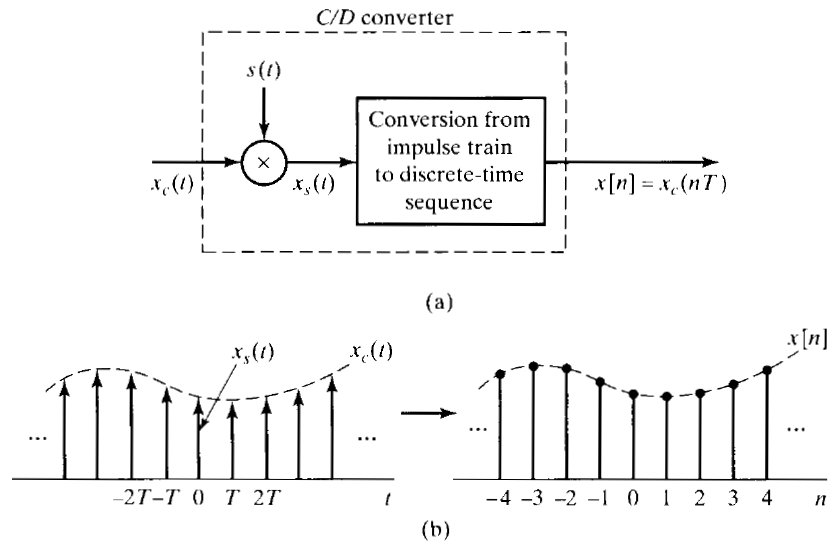 C/D converter
s(t)
×
x_c(t)
x_s(t)
Conversion from
impulse train
to discrete-time
sequence
x[n] = x_c(nT)
(a)
x_s(t)
x_c(t)
...
...
−2T −T 0 T 2T t
x[n]
...
...
−4 −3 −2 −1 0 1 2 3 4 n
(b)